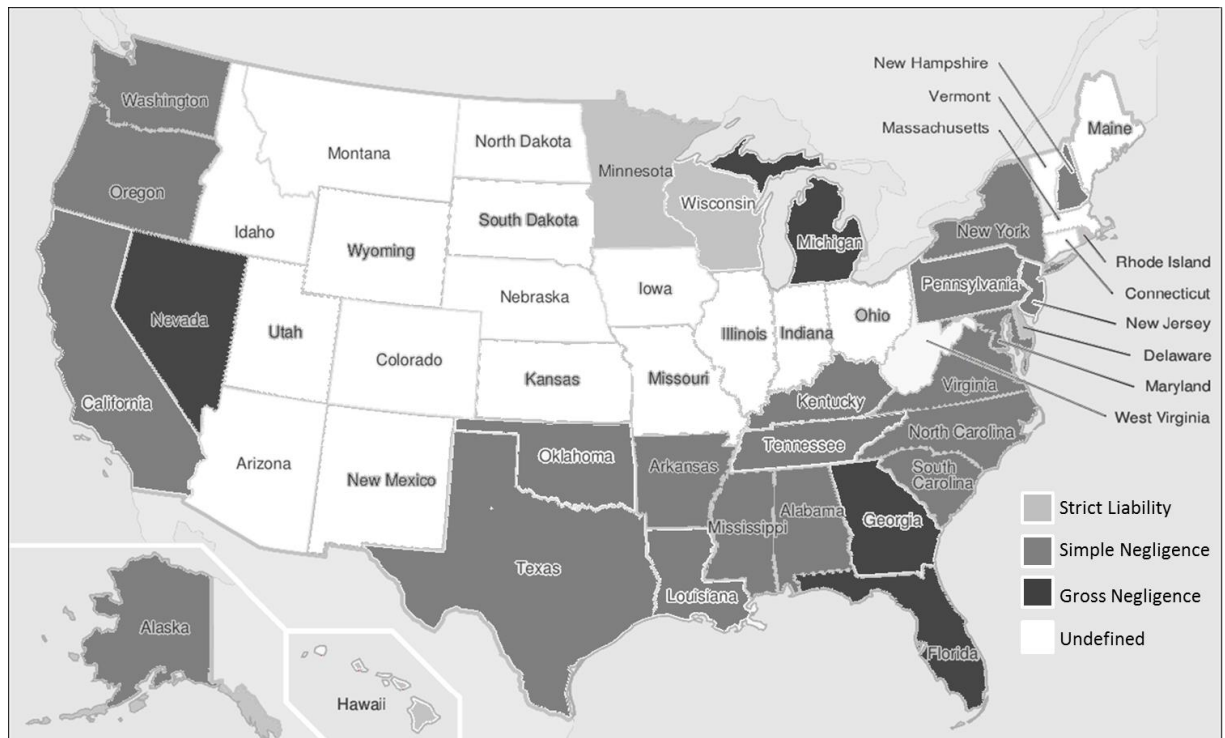 New Hampshire
Vermont
Massachusetts
Washington
Montana
North Dakota
Minnesota
Maine
Oregon
Idaho
Wyoming
South Dakota
Wisconsin
Michigan
New York
Rhode Island
Connecticut
New Jersey
Delaware
Maryland
West Virginia
Nevada
Utah
Colorado
Nebraska
Iowa
Illinois
Indiana
Ohio
Pennsylvania
California
Kansas
Missouri
Kentucky
Virginia
Arizona
New Mexico
Oklahoma
Arkansas
Tennessee
North Carolina
South
Carolina
Texas
Louisiana
Mississippi
Alabama
Georgia
Florida
Alaska
Hawaii
Strict Liability
Simple Negligence
Gross Negligence
Undefined